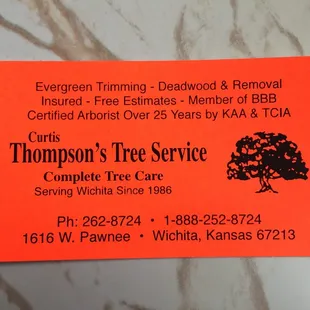 Evergreen Trimming - Deadwood & Removal
Insured - Free Estimates - Member of BBB
Certified Arborist Over 25 Years by KAA & TCIA
Curtis
Thompson's Tree Service
Complete Tree Care
Serving Wichita Since 1986
Ph: 262-8724 • 1-888-252-8724
1616 W. Pawnee • Wichita, Kansas 67213